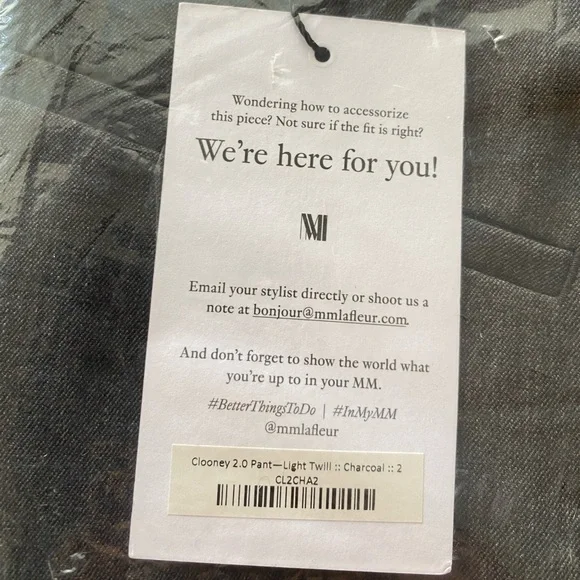 Wondering how to accessorize
this piece? Not sure if the fit is right?
We're here for you!
MM
Email your stylist directly or shoot us a
note at bonjour@mmlafleur.com.
And don't forget to show the world what
you're up to in your MM.
#BetterThingsToDo | #InMyMM
@mmlafleur
Clooney 2.0 Pant—Light Twill :: Charcoal :: 2
CL2CHA2